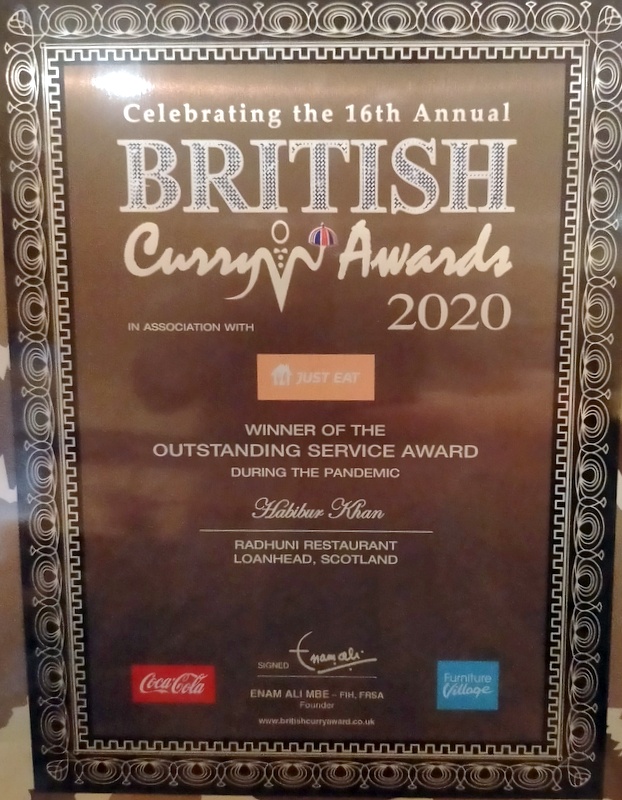 Celebrating the 16th Annual
BRITISH
Curry Awards
2020
IN ASSOCIATION WITH
JUST EAT
WINNER OF THE
OUTSTANDING SERVICE AWARD
DURING THE PANDEMIC
Habibur Khan
RADHUNI RESTAURANT
LOANHEAD, SCOTLAND
SIGNED Enam Ali
Coca-Cola
Furniture
Village
ENAM ALI MBE – FIH, FRSA
Founder
www.britishcurryaward.co.uk